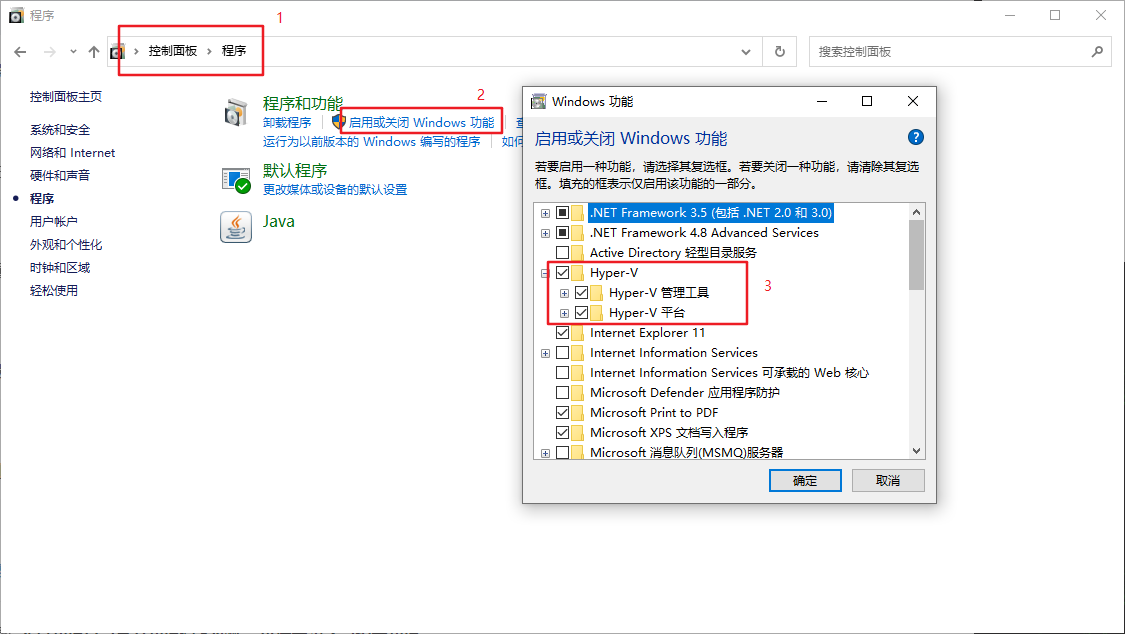 程序
1
控制面板 程序
搜索控制面板
控制面板主页
系统和安全
网络和 Internet
硬件和声音
程序
用户帐户
外观和个性化
时钟和区域
轻松使用
程序和功能
2
卸载程序 启用或关闭 Windows 功能 查
运行为以前版本的 Windows 编写的程序 如何
默认程序
更改媒体或设备的默认设置
Java
Windows 功能
启用或关闭 Windows 功能
若要启用一种功能，请选择其复选框。若要关闭一种功能，请清除其复选
框。填充的框表示仅启用该功能的一部分。
.NET Framework 3.5 (包括 .NET 2.0 和 3.0)
.NET Framework 4.8 Advanced Services
Active Directory 轻型目录服务
Hyper-V
Hyper-V 管理工具
3
Hyper-V 平台
Internet Explorer 11
Internet Information Services
Internet Information Services 可承载的 Web 核心
Microsoft Defender 应用程序防护
Microsoft Print to PDF
Microsoft XPS 文档写入程序
Microsoft 消息队列(MSMQ)服务器
确定
取消